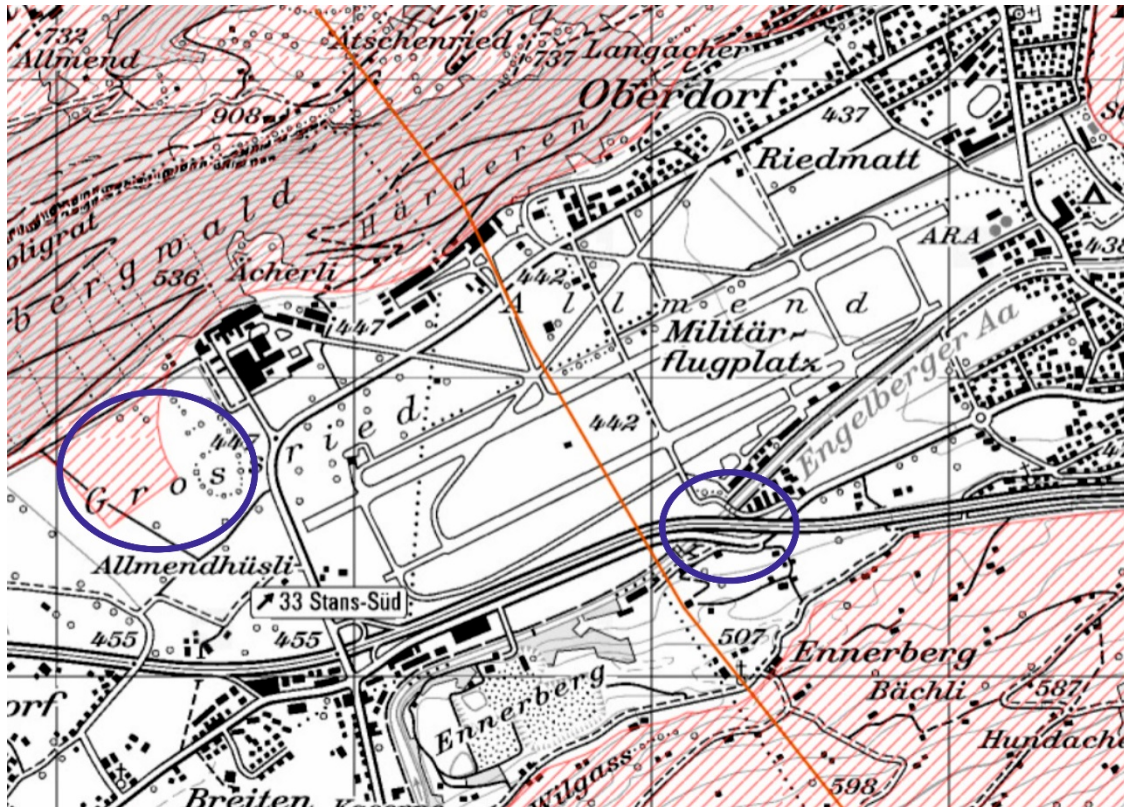 732
Allmend
Ätschenried
737
Langacher
Oberdorf
437
908
Riedmatt
Härderen
oligrat
bergwald
536
Ächerli
442
ARA
438
447
Allmend
Militär-
flugplatz
442
Engelberger Aa
447
Grossried
Allmendhüsli
33 Stans-Süd
455
455
507
Ennerberg
Bächli
587
orf
Ennerberg
Hundache
Wilgass
598
Breiten